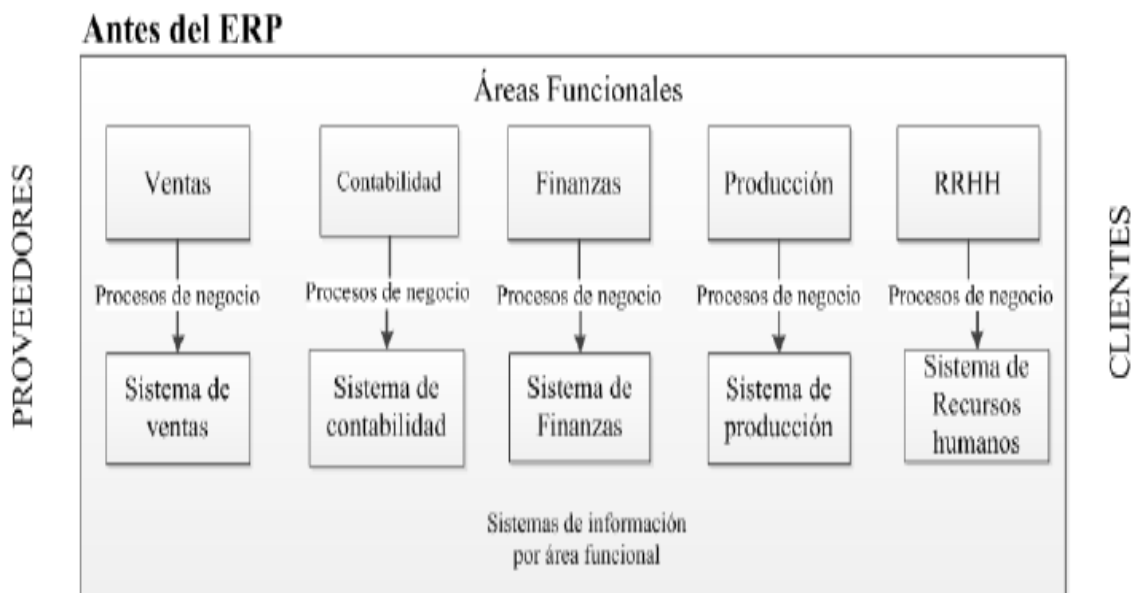 Antes del ERP
Áreas Funcionales
PROVEEDORES
Ventas
Contabilidad
Finanzas
Producción
RRHH
CLIENTES
Procesos de negocio
Procesos de negocio
Procesos de negocio
Procesos de negocio
Procesos de negocio
Sistema de
ventas
Sistema de
contabilidad
Sistema de
Finanzas
Sistema de
producción
Sistema de
Recursos
humanos
Sistemas de información
por área funcional